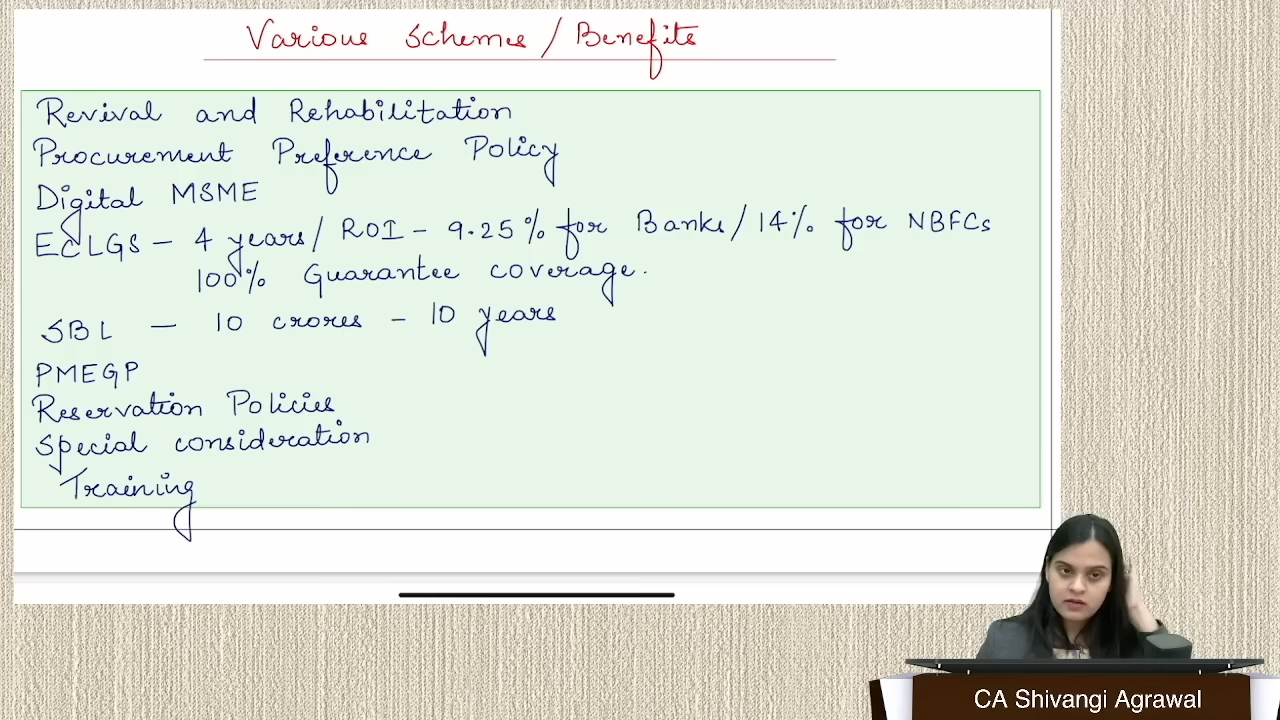 Various Schemes / Benefits
Revival and Rehabilitation
Procurement Preference Policy
Digital MSME
ECLGS - 4 years / ROI - 9.25% for Banks / 14% for NBFCs
100% Guarantee coverage.
SBL - 10 crores - 10 years
PMEGP
Reservation Policies
Special consideration
Training
CA Shivangi Agrawal